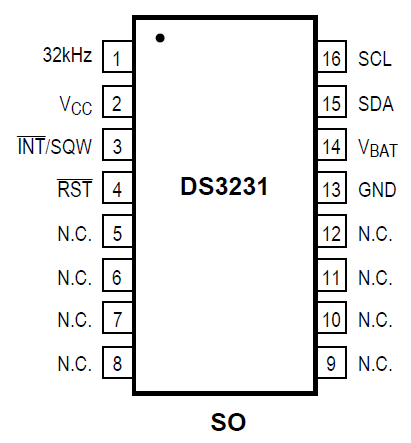 32kHz 1 16 SCL
VCC 2 15 SDA
INT/SQW 3 14 VBAT
RST 4 DS3231 13 GND
N.C. 5 12 N.C.
N.C. 6 11 N.C.
N.C. 7 10 N.C.
N.C. 8 9 N.C.
SO